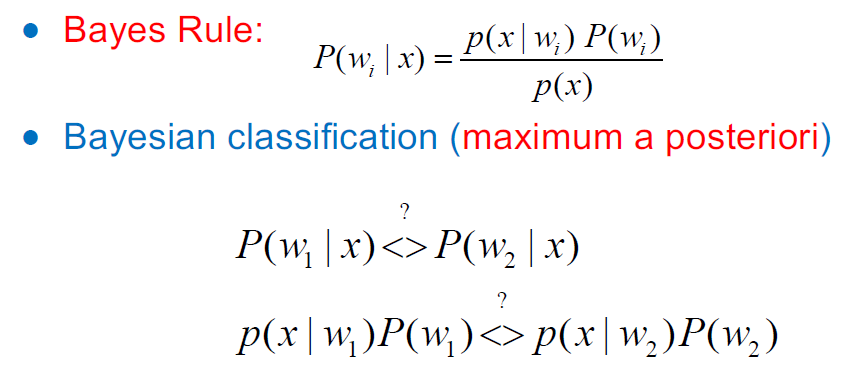 • Bayes Rule: P(wᵢ | x) = p(x | wᵢ) P(wᵢ) / p(x)
• Bayesian classification (maximum a posteriori)
?
P(w₁ | x) <> P(w₂ | x)
?
p(x | w₁)P(w₁) <> p(x | w₂)P(w₂)